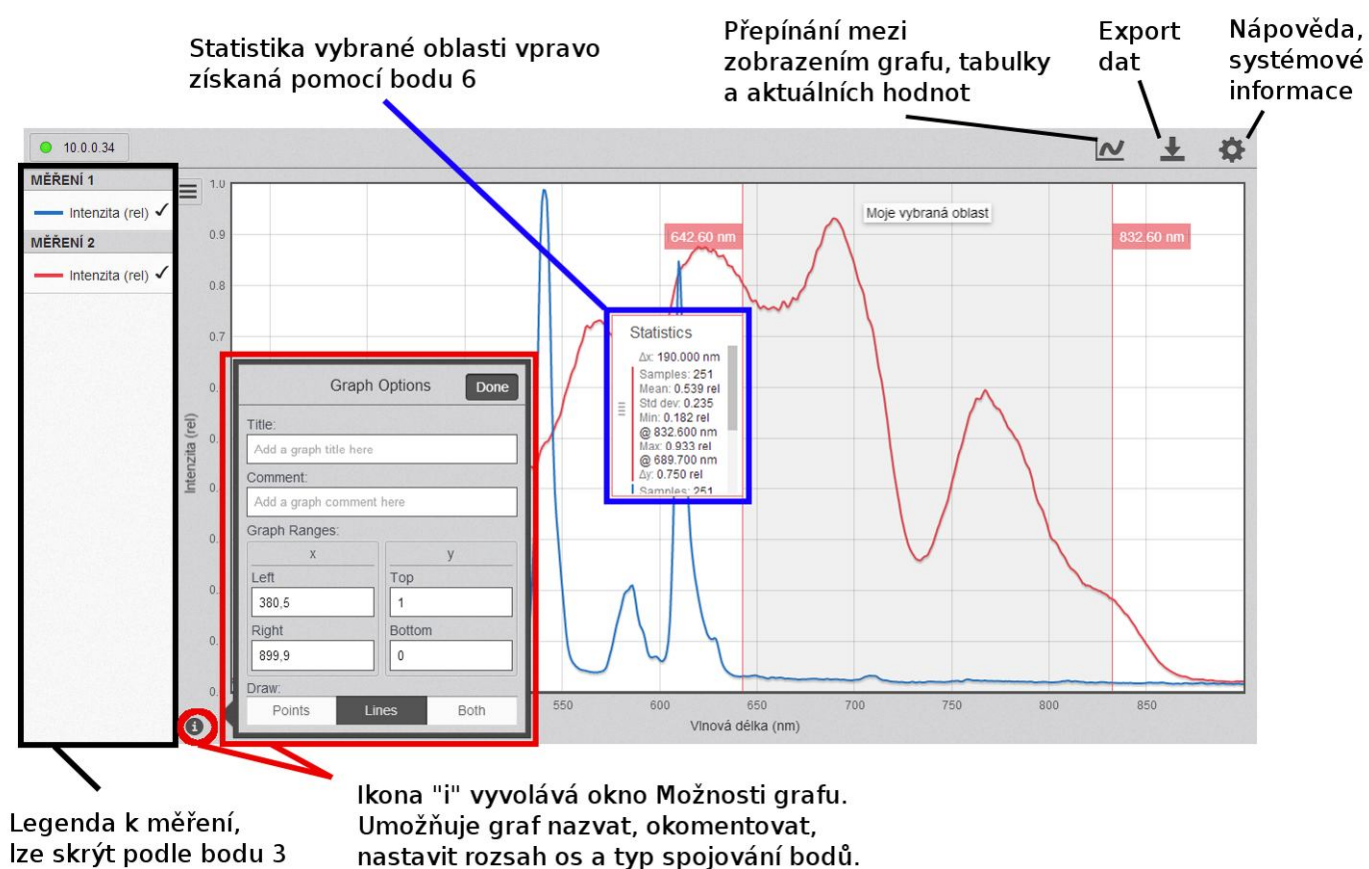 Statistika vybrané oblasti vpravo
získaná pomocí bodu 6
Přepínání mezi
zobrazením grafu, tabulky
a aktuálních hodnot
Export
dat
Nápověda,
systémové
informace
10.0.0.34
MĚŘENÍ 1
Intenzita (rel) ✓
MĚŘENÍ 2
Intenzita (rel) ✓
1.0
0.9
0.8
0.7
Intenzita (rel)
642.60 nm
Moje vybraná oblast
832.60 nm
Statistics
Δx: 190.000 nm
Samples: 251
Mean: 0.539 rel
Std dev: 0.235
Min: 0.182 rel
@ 832.600 nm
Max: 0.933 rel
@ 689.700 nm
Δy: 0.750 rel
Samples: 251
Graph Options
Done
Title:
Add a graph title here
Comment:
Add a graph comment here
Graph Ranges:
x y
Left Top
380,5 1
Right Bottom
899,9 0
Draw:
Points Lines Both
550 600 650 700 750 800 850
Vlnová délka (nm)
i
Legenda k měření,
lze skrýt podle bodu 3
Ikona "i" vyvolává okno Možnosti grafu.
Umožňuje graf nazvat, okomentovat,
nastavit rozsah os a typ spojování bodů.